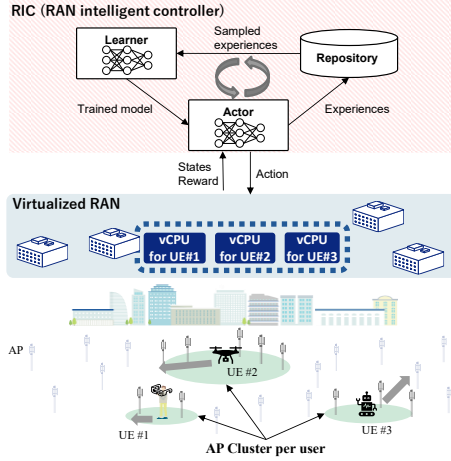 RIC (RAN intelligent controller)
Learner
Sampled
experiences
Repository
Trained model
Actor
Experiences
States
Reward
Action
Virtualized RAN
vCPU
for UE#1
vCPU
for UE#2
vCPU
for UE#3
AP
UE #2
UE #1
UE #3
AP Cluster per user